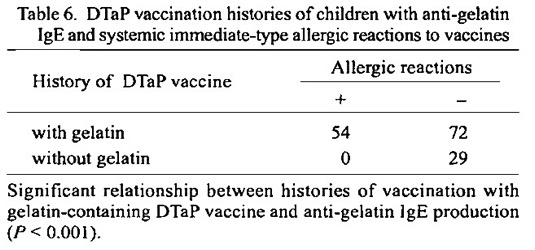 Table 6. DTaP vaccination histories of children with anti-gelatin
IgE and systemic immediate-type allergic reactions to vaccines
Allergic reactions
History of DTaP vaccine
+ −
with gelatin 54 72
without gelatin 0 29
Significant relationship between histories of vaccination with
gelatin-containing DTaP vaccine and anti-gelatin IgE production
(P < 0.001).